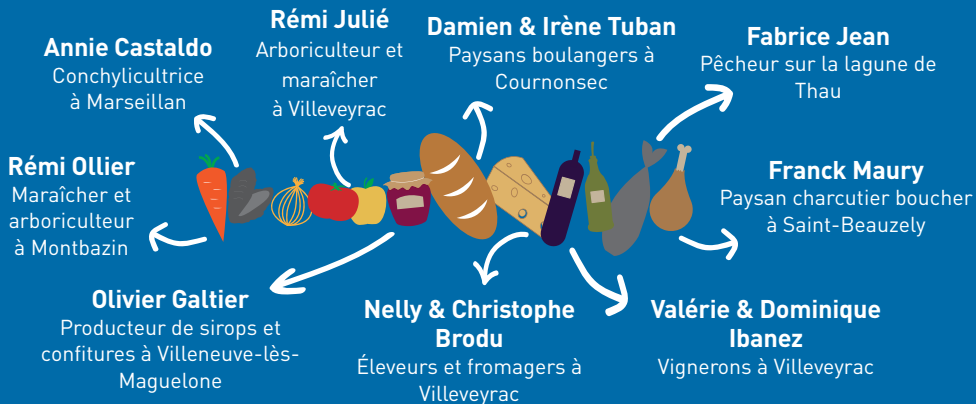 Annie Castaldo
Conchylicultrice
à Marseillan
Rémi Julié
Arboriculteur et
maraîcher
à Villeveyrac
Damien & Irène Tuban
Paysans boulangers à
Cournonsec
Fabrice Jean
Pêcheur sur la lagune de
Thau
Rémi Ollier
Maraîcher et
arboriculteur
à Montbazin
Franck Maury
Paysan charcutier boucher
à Saint-Beauzely
Olivier Galtier
Producteur de sirops et
confitures à Villeneuve-lès-
Maguelone
Nelly & Christophe
Brodu
Éleveurs et fromagers à
Villeveyrac
Valérie & Dominique
Ibanez
Vignerons à Villeveyrac